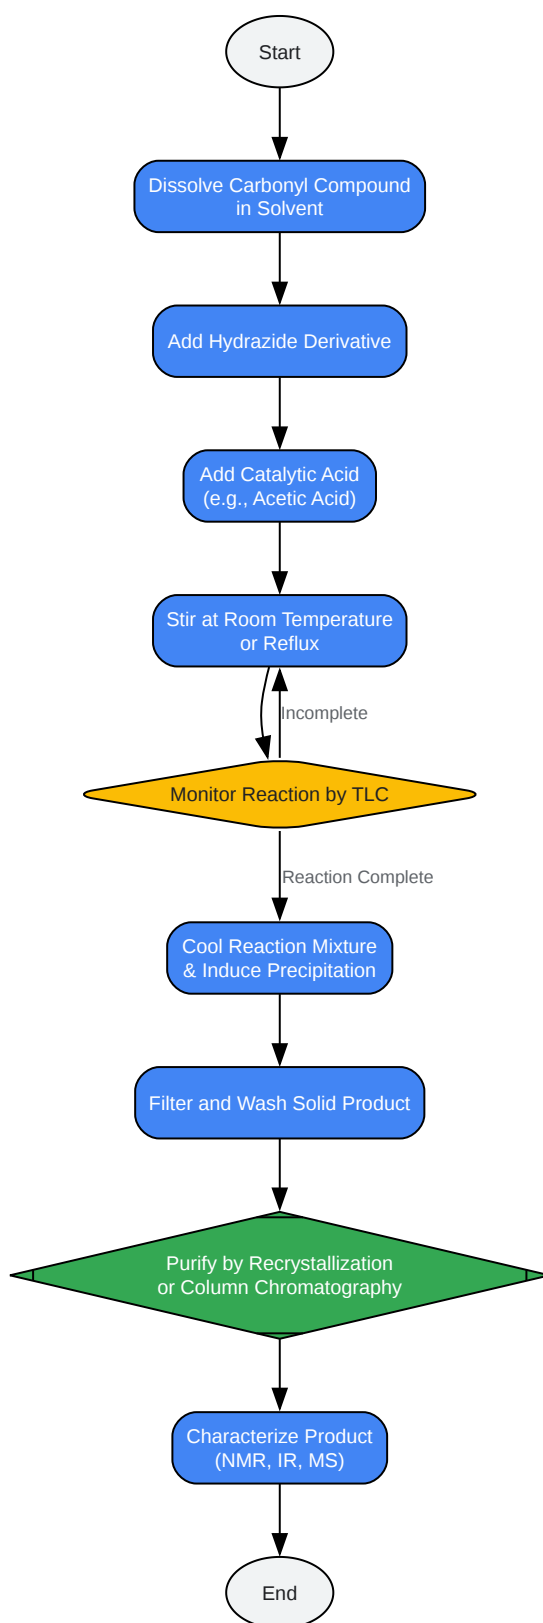 Start
Dissolve Carbonyl Compound
in Solvent
Add Hydrazide Derivative
Add Catalytic Acid
(e.g., Acetic Acid)
Stir at Room Temperature
or Reflux
Incomplete
Monitor Reaction by TLC
Reaction Complete
Cool Reaction Mixture
& Induce Precipitation
Filter and Wash Solid Product
Purify by Recrystallization
or Column Chromatography
Characterize Product
(NMR, IR, MS)
End